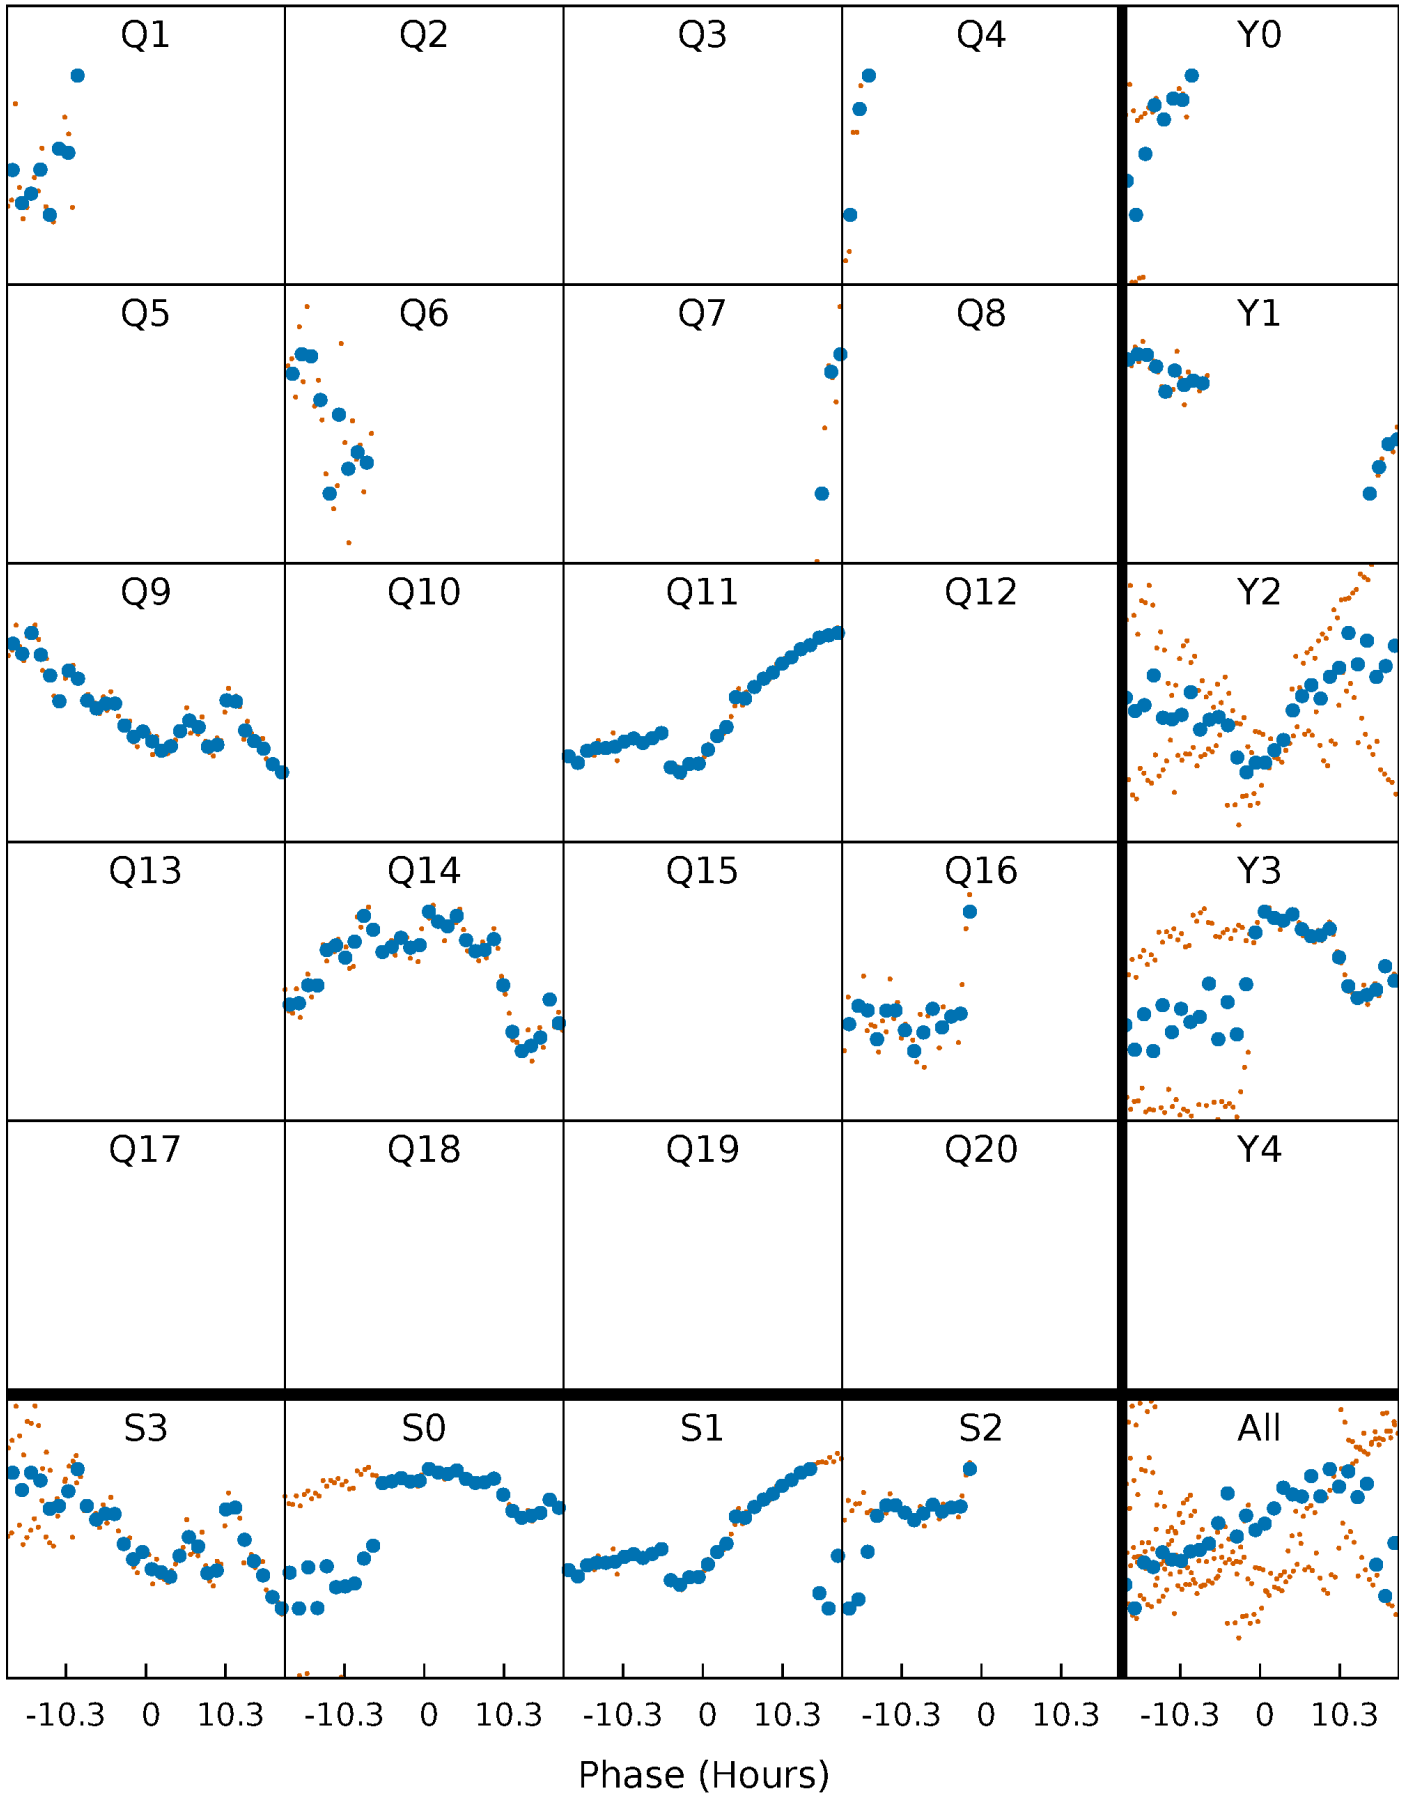 Q1 Q2 Q3 Q4 Y0
Q5 Q6 Q7 Q8 Y1
Q9 Q10 Q11 Q12 Y2
Q13 Q14 Q15 Q16 Y3
Q17 Q18 Q19 Q20 Y4
S3 S0 S1 S2 All
-10.3 0 10.3 -10.3 0 10.3 -10.3 0 10.3 -10.3 0 10.3 -10.3 0 10.3
Phase (Hours)